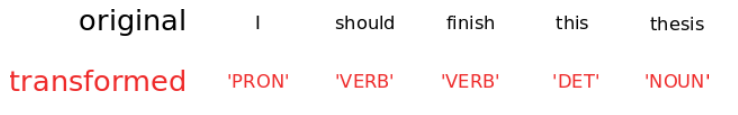 original I should finish this thesis
transformed 'PRON' 'VERB' 'VERB' 'DET' 'NOUN'